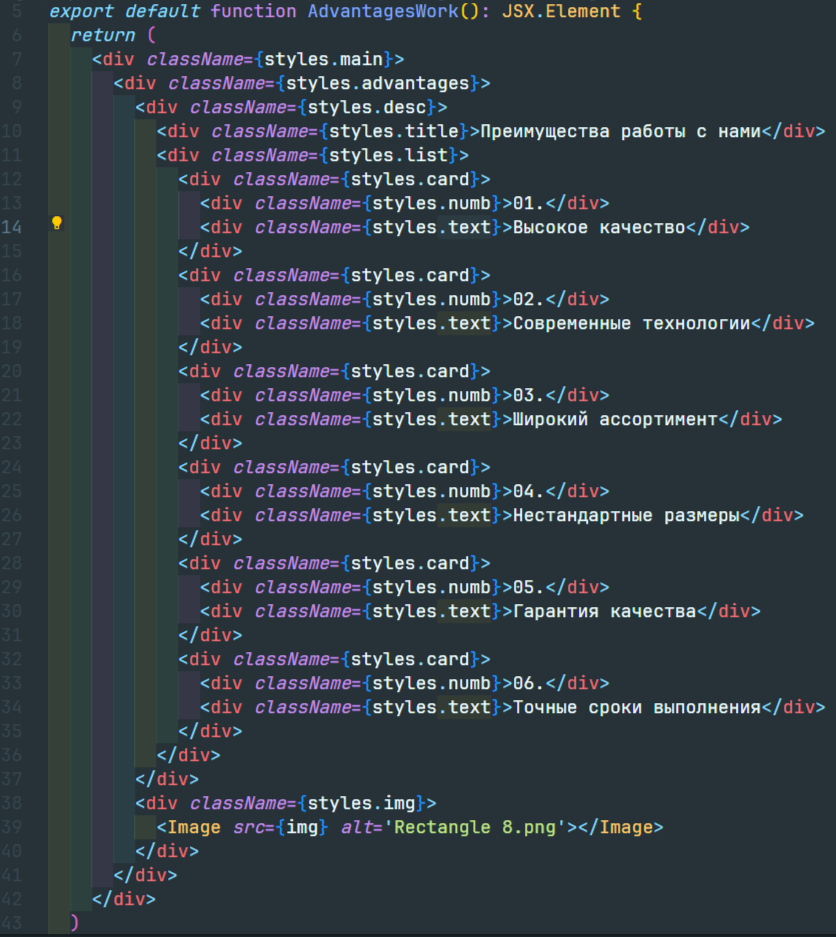 5 export default function AdvantagesWork(): JSX.Element {
6 return (
7 <div className={styles.main}>
8 <div className={styles.advantages}>
9 <div className={styles.desc}>
10 <div className={styles.title}>Преимущества работы с нами</div>
11 <div className={styles.list}>
12 <div className={styles.card}>
13 <div className={styles.numb}>01.</div>
14 <div className={styles.text}>Высокое качество</div>
15 </div>
16 <div className={styles.card}>
17 <div className={styles.numb}>02.</div>
18 <div className={styles.text}>Современные технологии</div>
19 </div>
20 <div className={styles.card}>
21 <div className={styles.numb}>03.</div>
22 <div className={styles.text}>Широкий ассортимент</div>
23 </div>
24 <div className={styles.card}>
25 <div className={styles.numb}>04.</div>
26 <div className={styles.text}>Нестандартные размеры</div>
27 </div>
28 <div className={styles.card}>
29 <div className={styles.numb}>05.</div>
30 <div className={styles.text}>Гарантия качества</div>
31 </div>
32 <div className={styles.card}>
33 <div className={styles.numb}>06.</div>
34 <div className={styles.text}>Точные сроки выполнения</div>
35 </div>
36 </div>
37 </div>
38 <div className={styles.img}>
39 <Image src={img} alt='Rectangle 8.png'></Image>
40 </div>
41 </div>
42 </div>
43 )